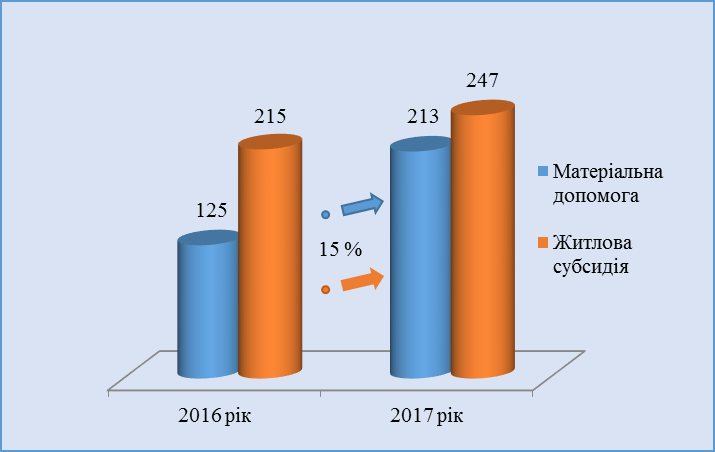 247
215
213
125
15 %
Матеріальна
допомога
Житлова
субсидія
2016 рік
2017 рік